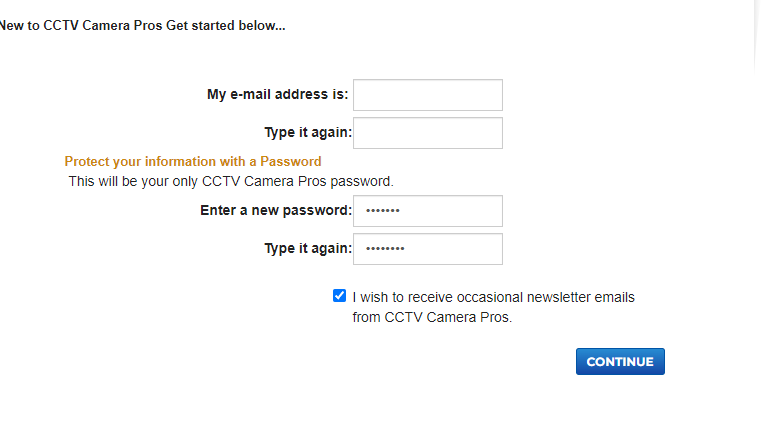 New to CCTV Camera Pros Get started below...
My e-mail address is:
Type it again:
Protect your information with a Password
This will be your only CCTV Camera Pros password.
Enter a new password: •••••••
Type it again: ••••••••
I wish to receive occasional newsletter emails
from CCTV Camera Pros.
CONTINUE